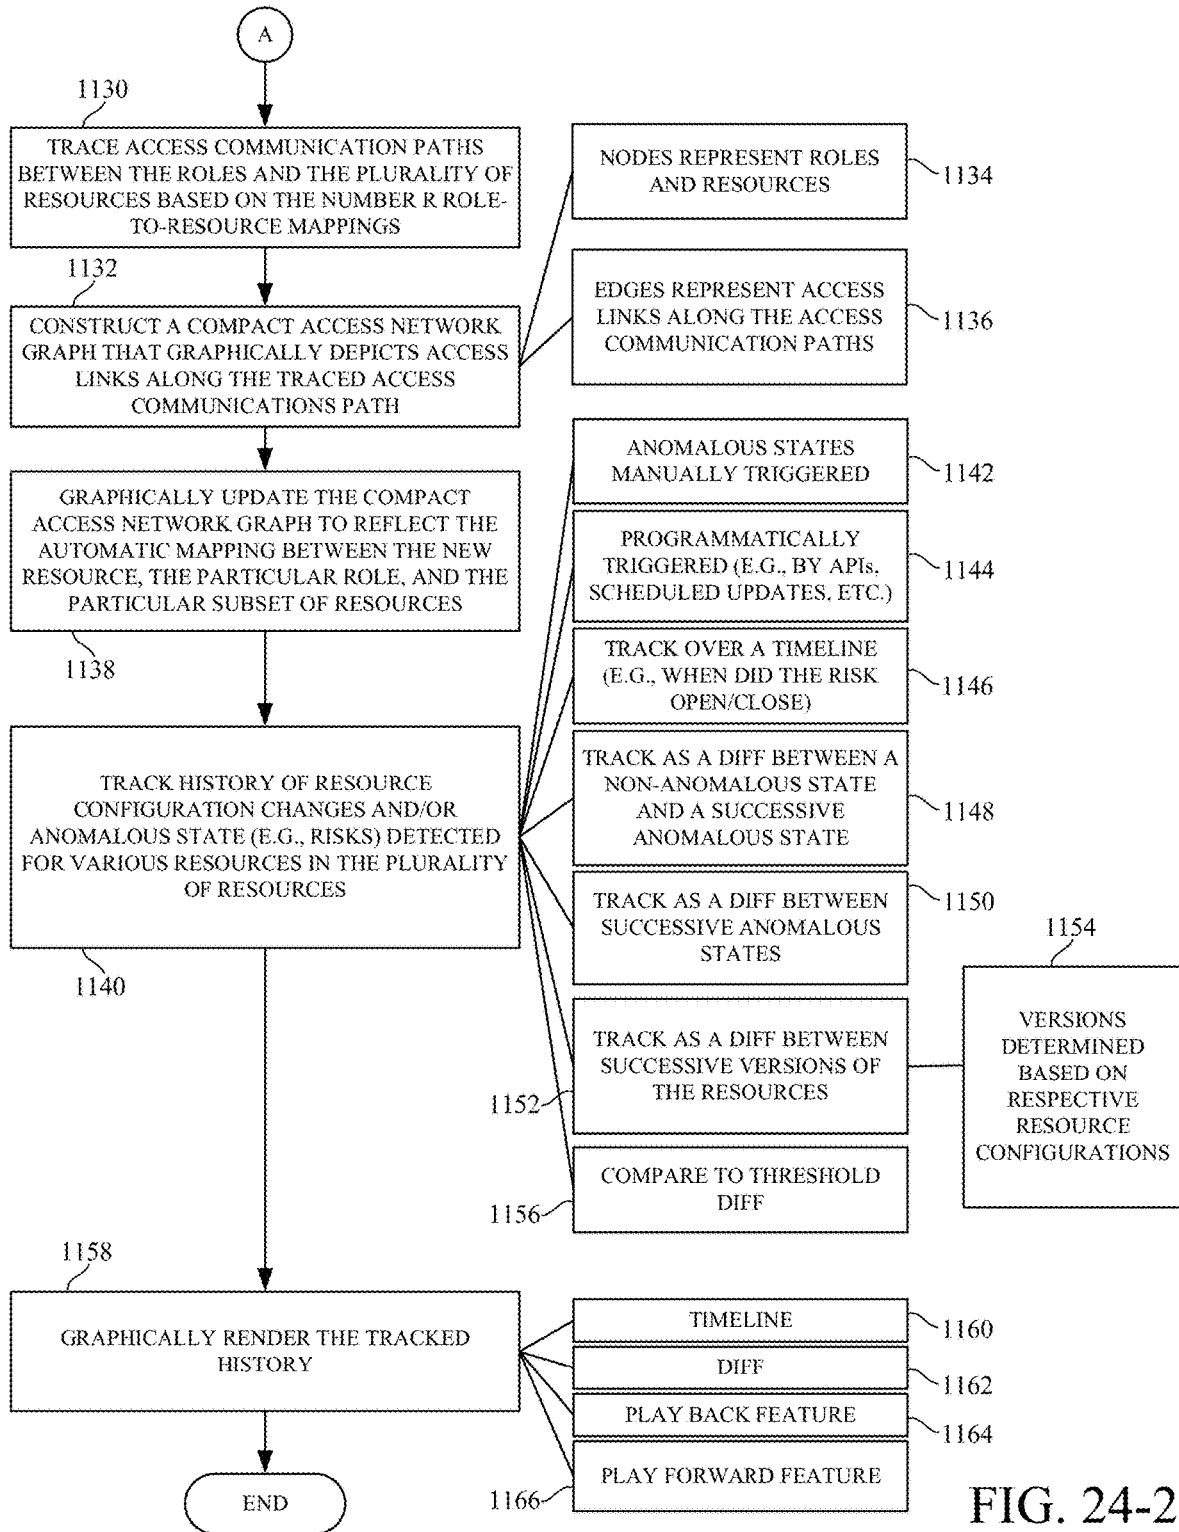 A
1130
TRACE ACCESS COMMUNICATION PATHS
BETWEEN THE ROLES AND THE PLURALITY OF
RESOURCES BASED ON THE NUMBER R ROLE-
TO-RESOURCE MAPPINGS
NODES REPRESENT ROLES
AND RESOURCES
1134
1132
CONSTRUCT A COMPACT ACCESS NETWORK
GRAPH THAT GRAPHICALLY DEPICTS ACCESS
LINKS ALONG THE TRACED ACCESS
COMMUNICATIONS PATH
EDGES REPRESENT ACCESS
LINKS ALONG THE ACCESS
COMMUNICATION PATHS
1136
GRAPHICALLY UPDATE THE COMPACT
ACCESS NETWORK GRAPH TO REFLECT THE
AUTOMATIC MAPPING BETWEEN THE NEW
RESOURCE, THE PARTICULAR ROLE, AND THE
PARTICULAR SUBSET OF RESOURCES
1138
ANOMALOUS STATES
MANUALLY TRIGGERED
1142
PROGRAMMATICALLY
TRIGGERED (E.G., BY APIs,
SCHEDULED UPDATES, ETC.)
1144
TRACK OVER A TIMELINE
(E.G., WHEN DID THE RISK
OPEN/CLOSE)
1146
TRACK HISTORY OF RESOURCE
CONFIGURATION CHANGES AND/OR
ANOMALOUS STATE (E.G., RISKS) DETECTED
FOR VARIOUS RESOURCES IN THE PLURALITY
OF RESOURCES
1140
TRACK AS A DIFF BETWEEN A
NON-ANOMALOUS STATE
AND A SUCCESSIVE
ANOMALOUS STATE
1148
TRACK AS A DIFF BETWEEN
SUCCESSIVE ANOMALOUS
STATES
1150
TRACK AS A DIFF BETWEEN
SUCCESSIVE VERSIONS OF
THE RESOURCES
1152
1154
VERSIONS
DETERMINED
BASED ON
RESPECTIVE
RESOURCE
CONFIGURATIONS
COMPARE TO THRESHOLD
DIFF
1156
1158
GRAPHICALLY RENDER THE TRACKED
HISTORY
TIMELINE
1160
DIFF
1162
PLAY BACK FEATURE
1164
PLAY FORWARD FEATURE
1166
END
FIG. 24-2